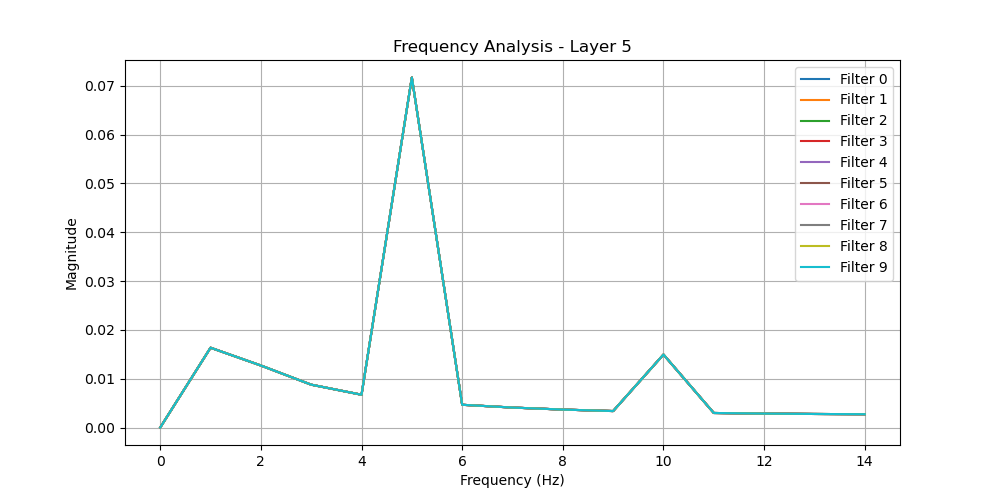 Frequency Analysis - Layer 5
Filter 0
Filter 1
Filter 2
Filter 3
Filter 4
Filter 5
Filter 6
Filter 7
Filter 8
Filter 9
Magnitude
0.07
0.06
0.05
0.04
0.03
0.02
0.01
0.00
0 2 4 6 8 10 12 14
Frequency (Hz)